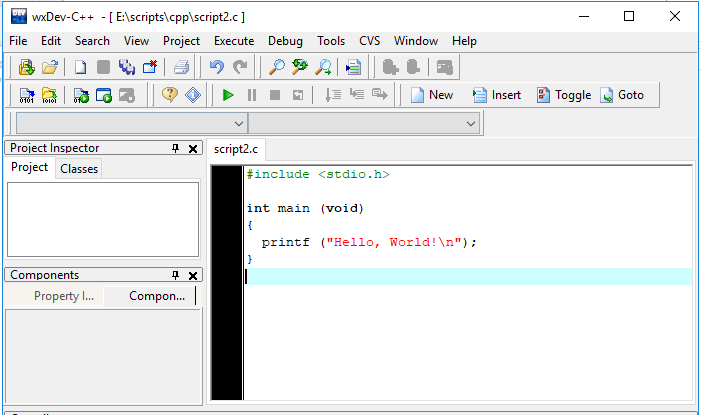 wxDev-C++ - [ E:\scripts\cpp\script2.c ]
File Edit Search View Project Execute Debug Tools CVS Window Help
New Insert Toggle Goto
Project Inspector
Project Classes
script2.c
#include <stdio.h>
int main (void)
{
printf ("Hello, World!\n");
}
Components
Property I... Compon...